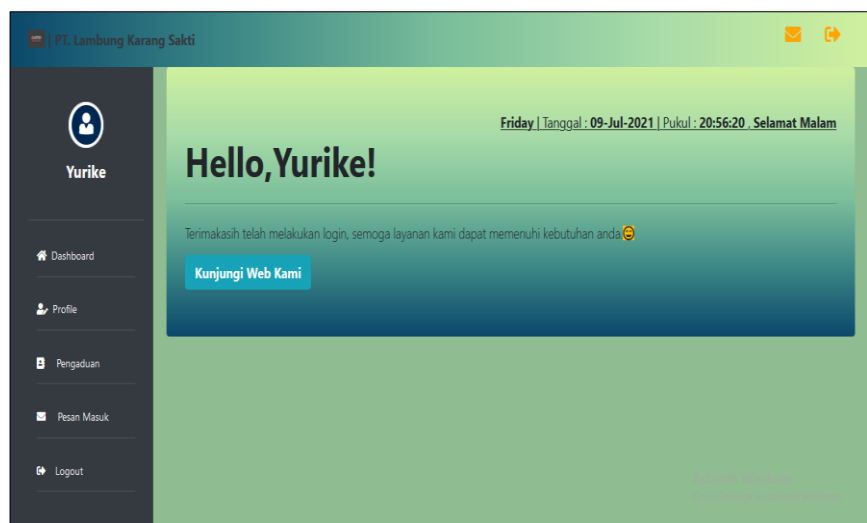 | PT. Lambung Karang Sakti
Yurike
Dashboard
Profile
Pengaduan
Pesan Masuk
Logout
Friday | Tanggal : 09-Jul-2021 | Pukul : 20:56:20 , Selamat Malam
Hello,Yurike!
Terimakasih telah melakukan login, semoga layanan kami dapat memenuhi kebutuhan anda
Kunjungi Web Kami